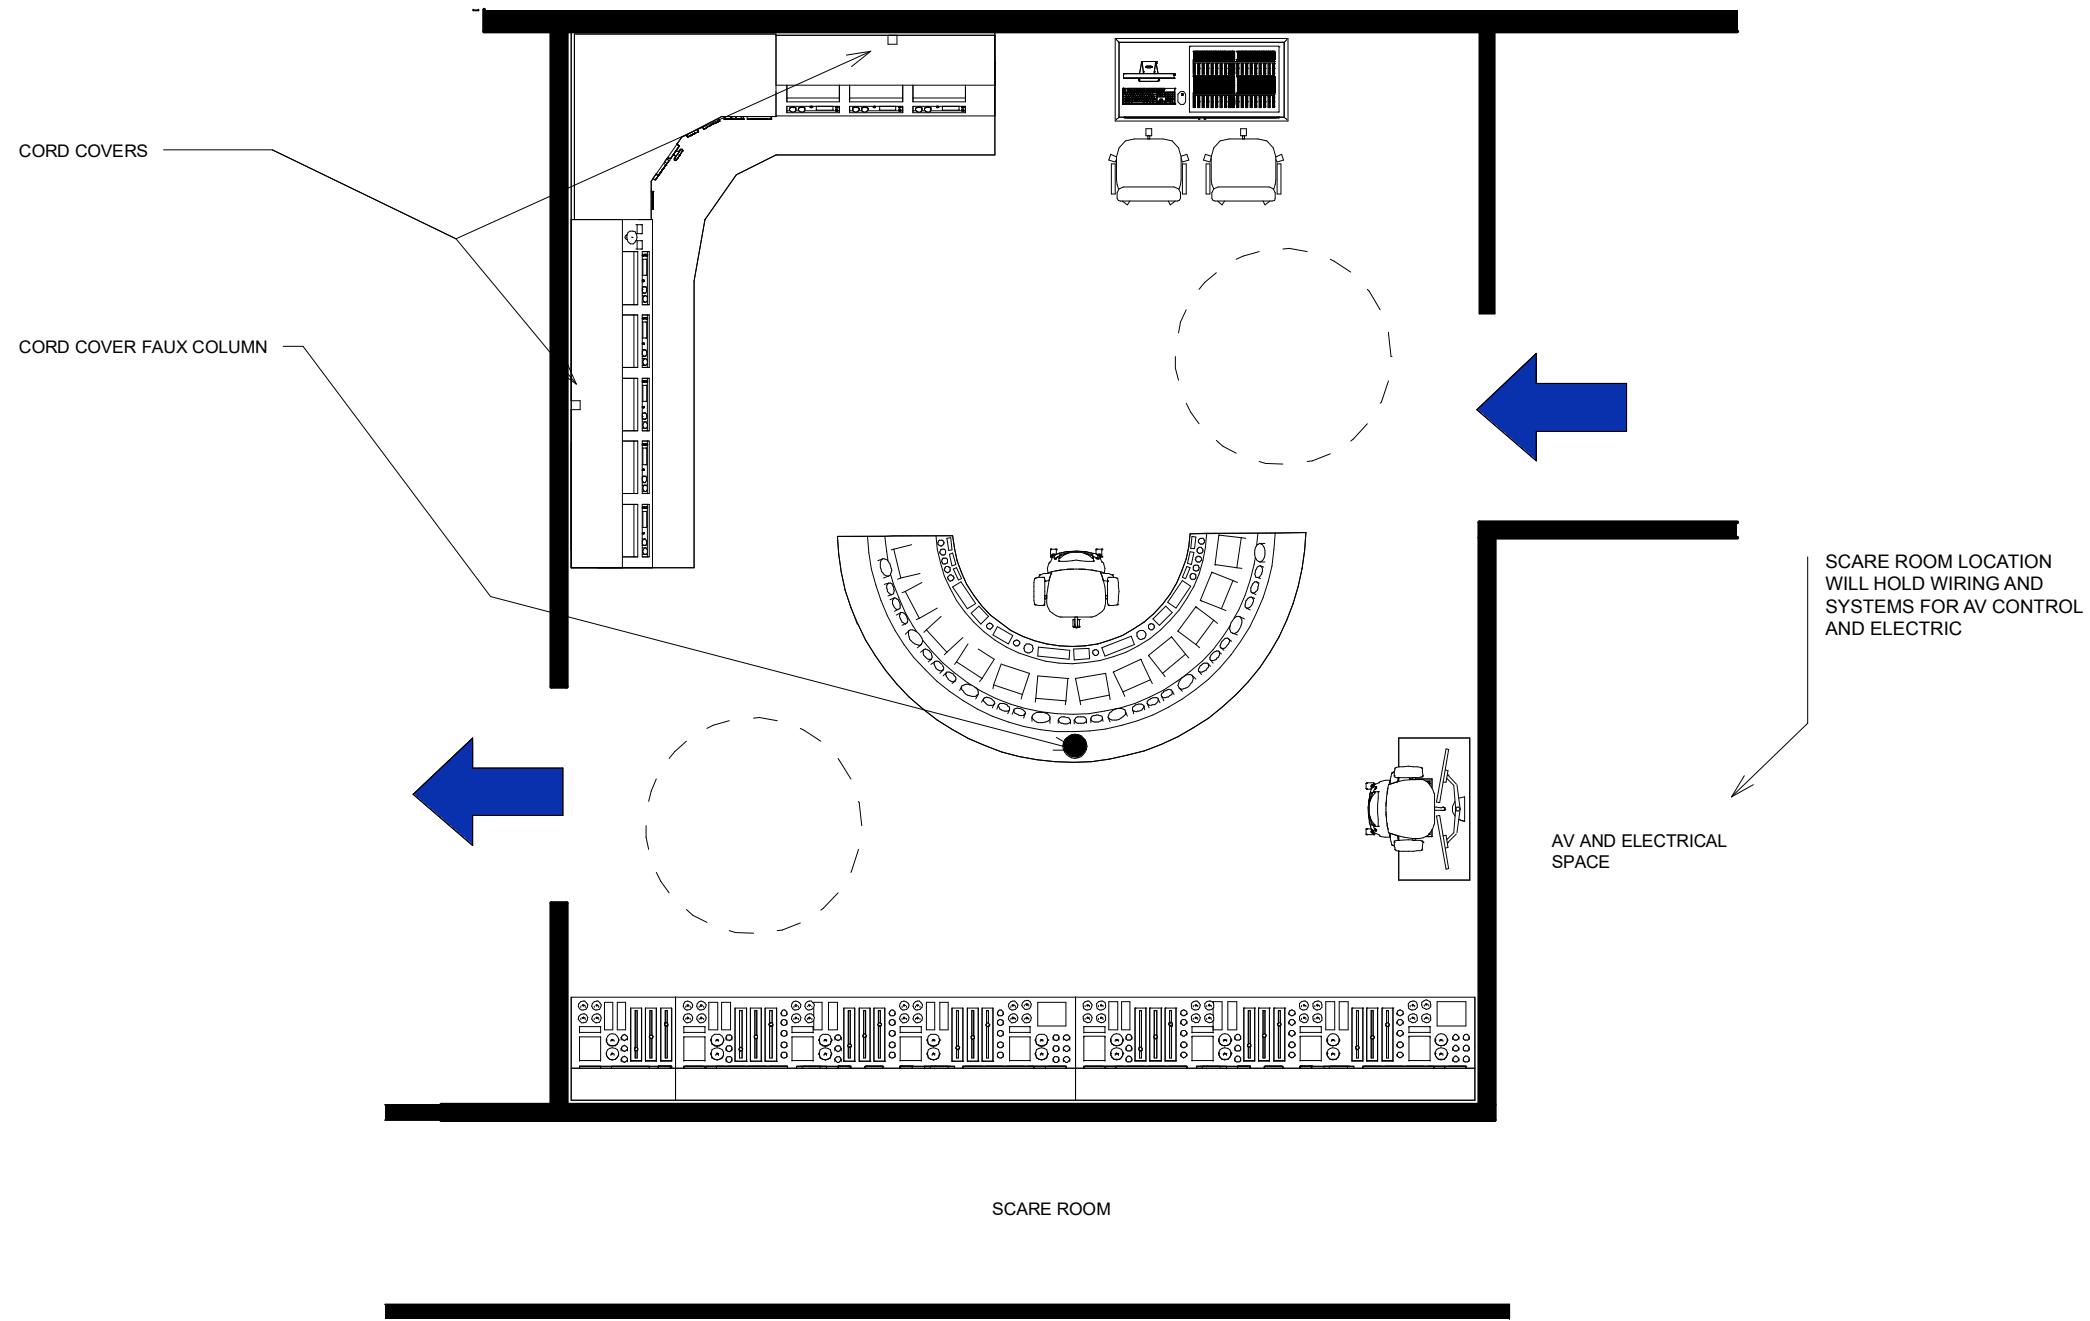 CORD COVERS
CORD COVER FAUX COLUMN
SCARE ROOM LOCATION
WILL HOLD WIRING AND
SYSTEMS FOR AV CONTROL
AND ELECTRIC
AV AND ELECTRICAL
SPACE
SCARE ROOM